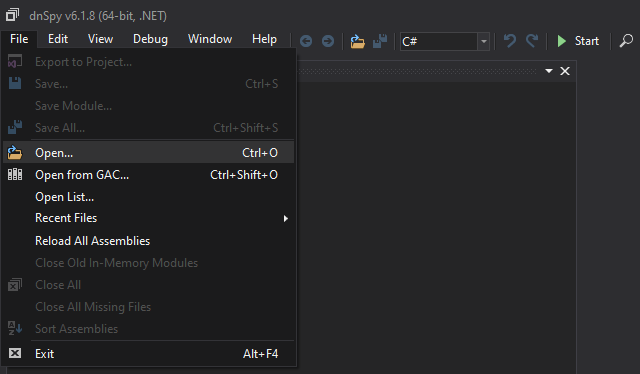 dnSpy v6.1.8 (64-bit, .NET)
File Edit View Debug Window Help C# Start
Export to Project...
Save... Ctrl+S
Save Module...
Save All... Ctrl+Shift+S
Open... Ctrl+O
Open from GAC... Ctrl+Shift+O
Open List...
Recent Files
Reload All Assemblies
Close Old In-Memory Modules
Close All
Close All Missing Files
Sort Assemblies
Exit Alt+F4